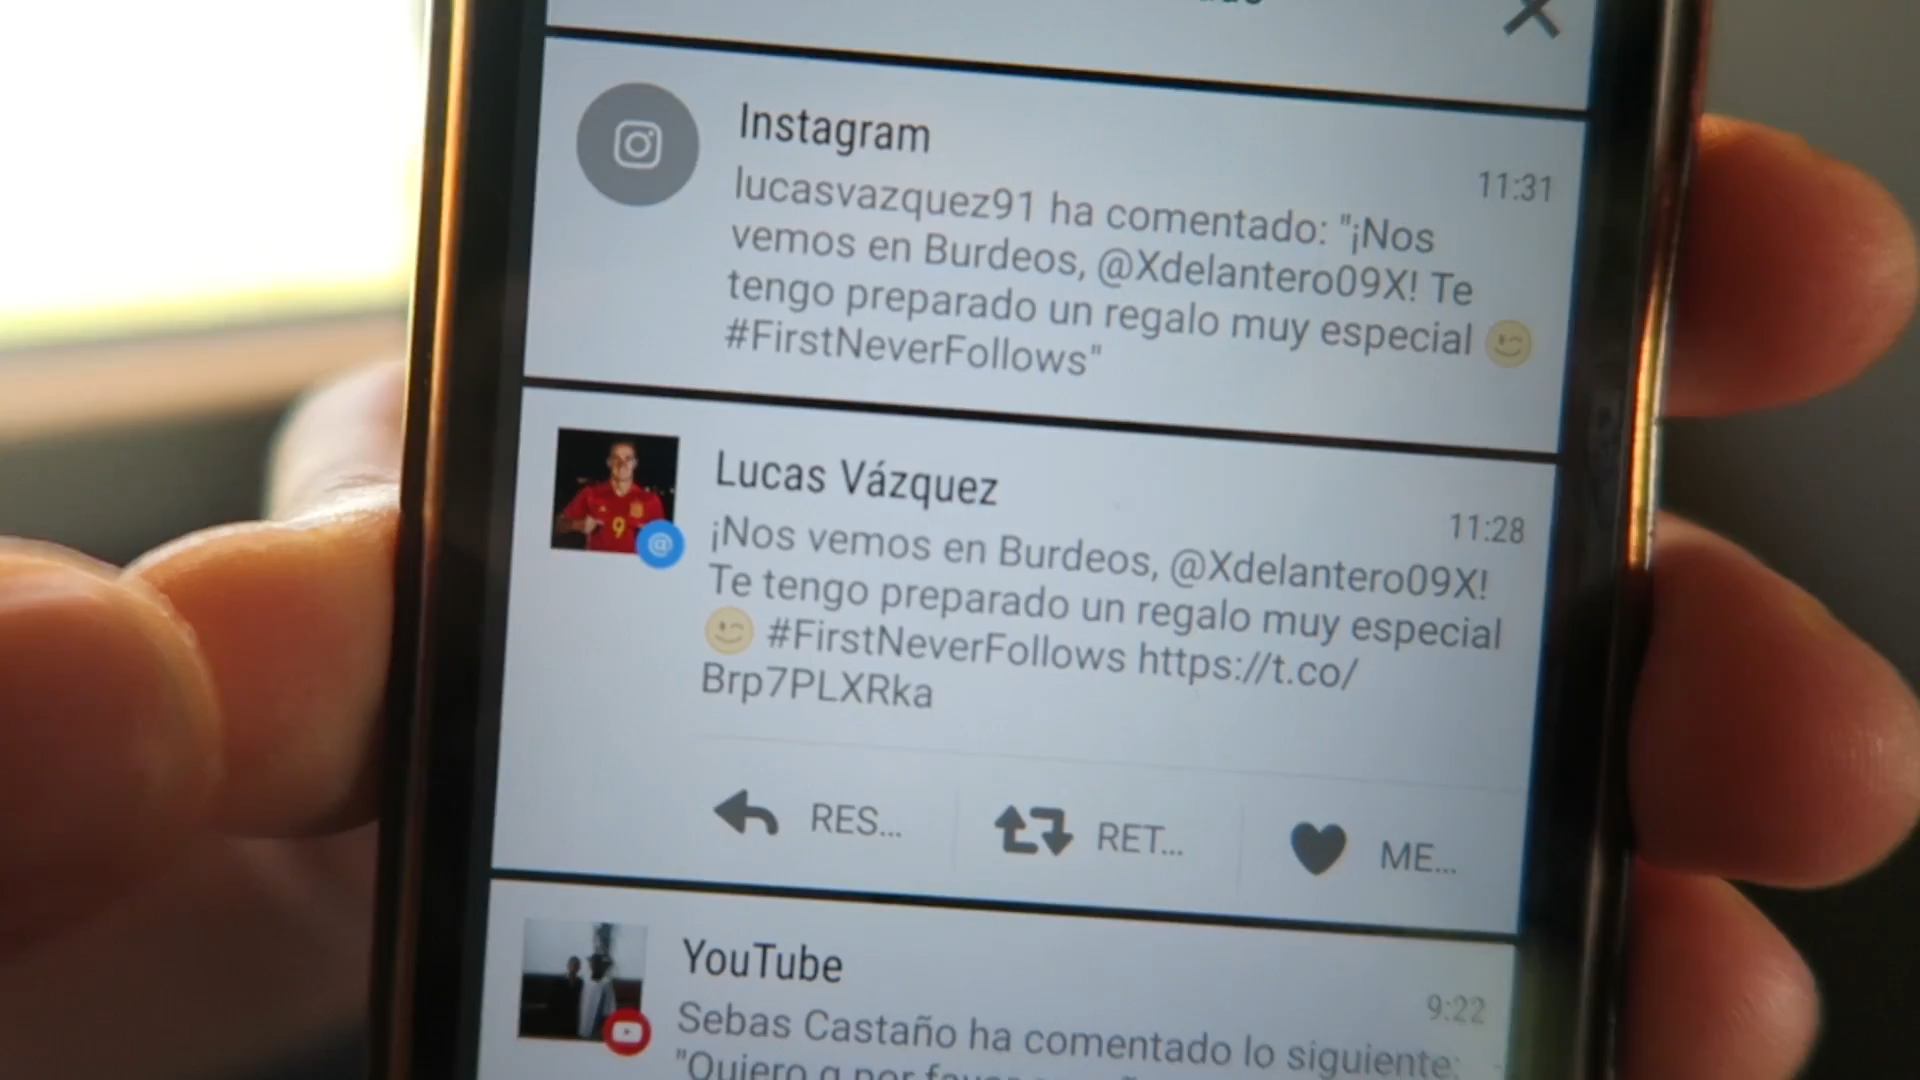 Instagram
11:31
lucasvazquez91 ha comentado: "¡Nos
vemos en Burdeos, @Xdelantero09X! Te
tengo preparado un regalo muy especial 😉
#FirstNeverFollows"
Lucas Vázquez
11:28
¡Nos vemos en Burdeos, @Xdelantero09X!
Te tengo preparado un regalo muy especial
😉 #FirstNeverFollows https://t.co/
Brp7PLXRka
RES...
RET...
ME...
YouTube
9:22
Sebas Castaño ha comentado lo siguiente:
"Quiero q por